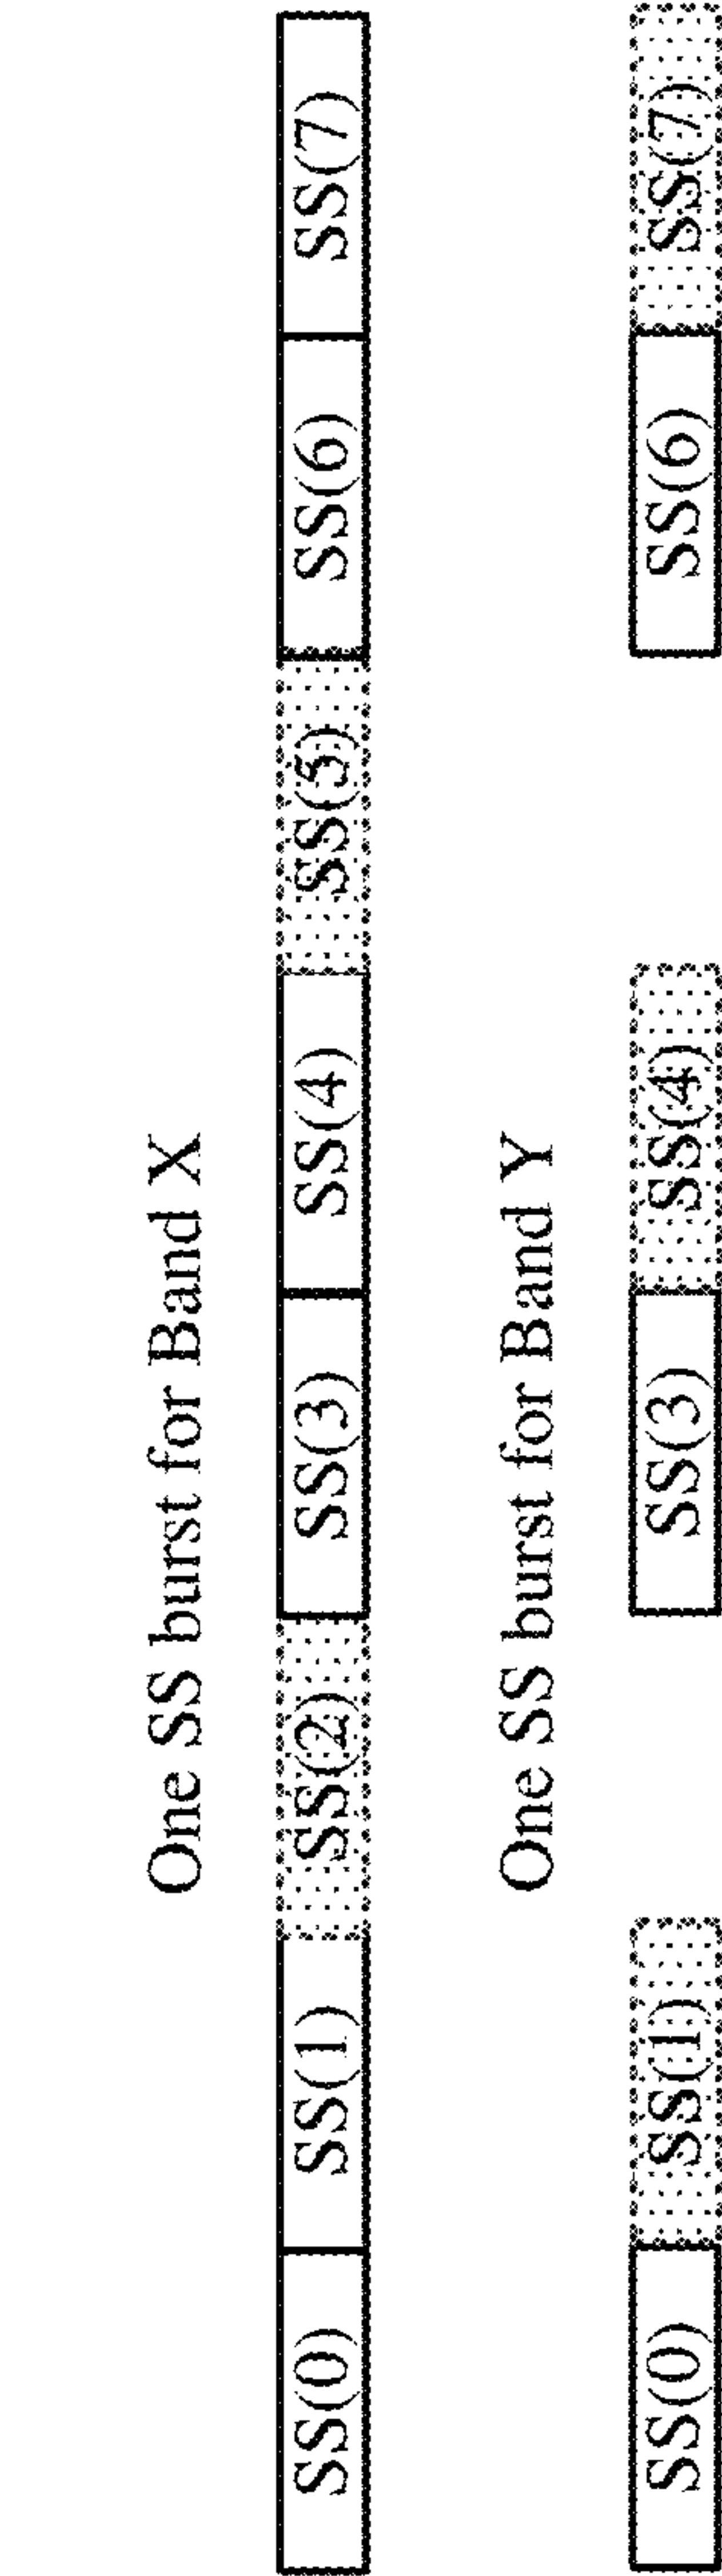 One SS burst for Band X
SS(0) SS(1) SS(2) SS(3) SS(4) SS(5) SS(6) SS(7)
One SS burst for Band Y
SS(0) SS(1) SS(3) SS(4) SS(6) SS(7)